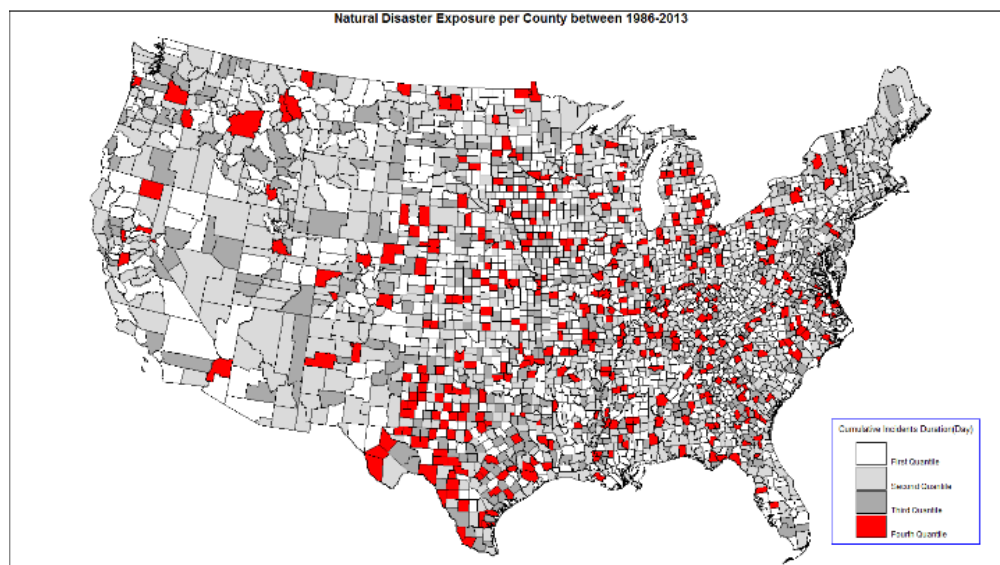 Natural Disaster Exposure per County between 1986-2013
Cumulative Incidents Duration(Day)
First Quantile
Second Quantile
Third Quantile
Fourth Quantile